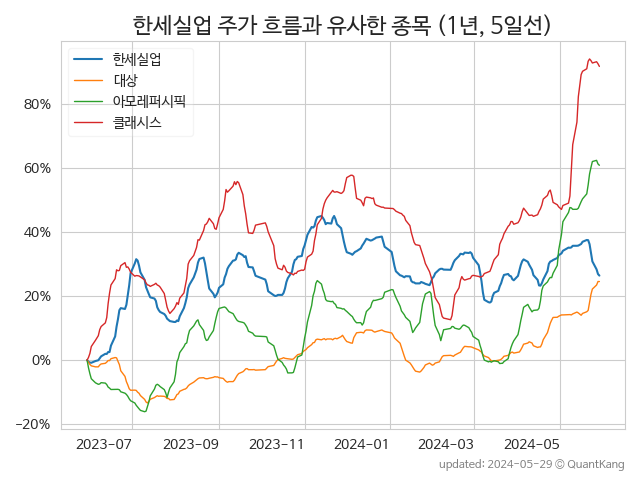 한세실업 주가 흐름과 유사한 종목 (1년, 5일선)
한세실업
대상
아모레퍼시픽
클래시스
80%
60%
40%
20%
0%
−20%
2023-07 2023-09 2023-11 2024-01 2024-03 2024-05
updated: 2024-05-29 © QuantKang